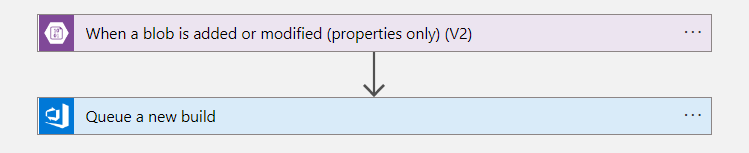 When a blob is added or modified (properties only) (V2)
Queue a new build